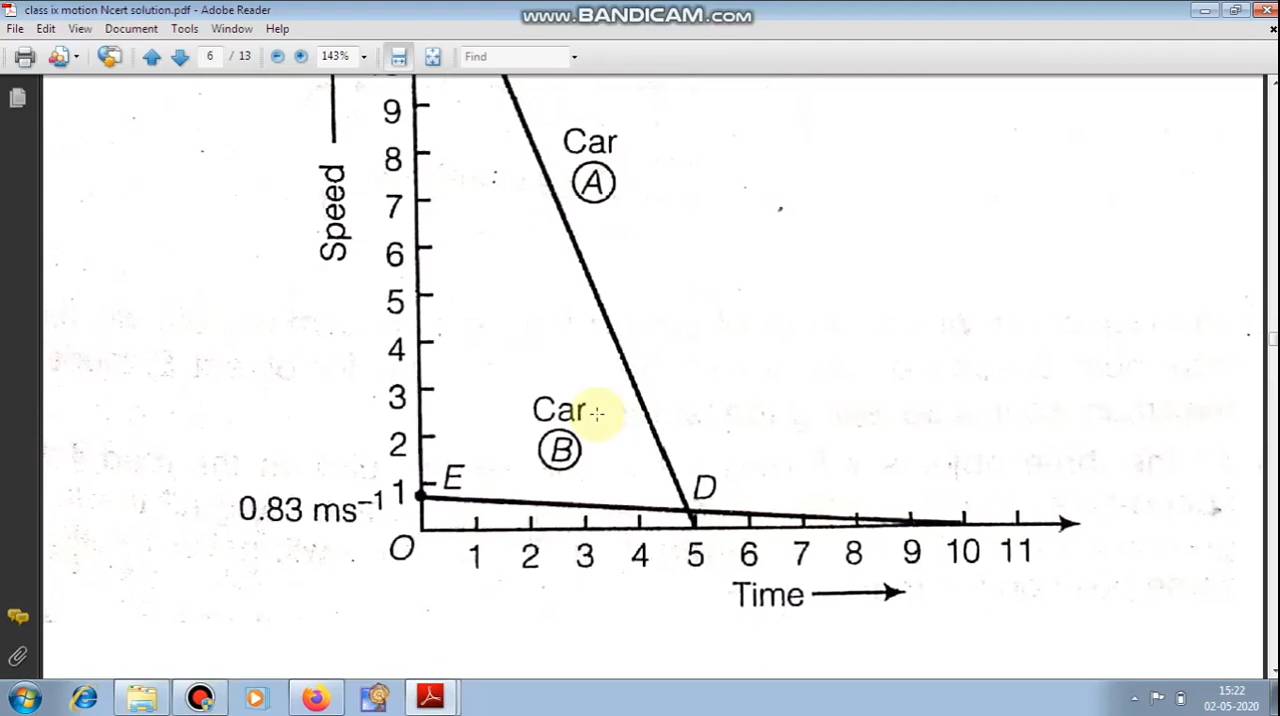 class ix motion Ncert solution.pdf - Adobe Reader
www.BANDICAM.com
File Edit View Document Tools Window Help
6 / 13 143% Find
9
8
7
6
5
4
3
2
1
Speed
Car
A
Car
B
E
D
0.83 ms⁻¹
O 1 2 3 4 5 6 7 8 9 10 11
Time
15:22
02-05-2020